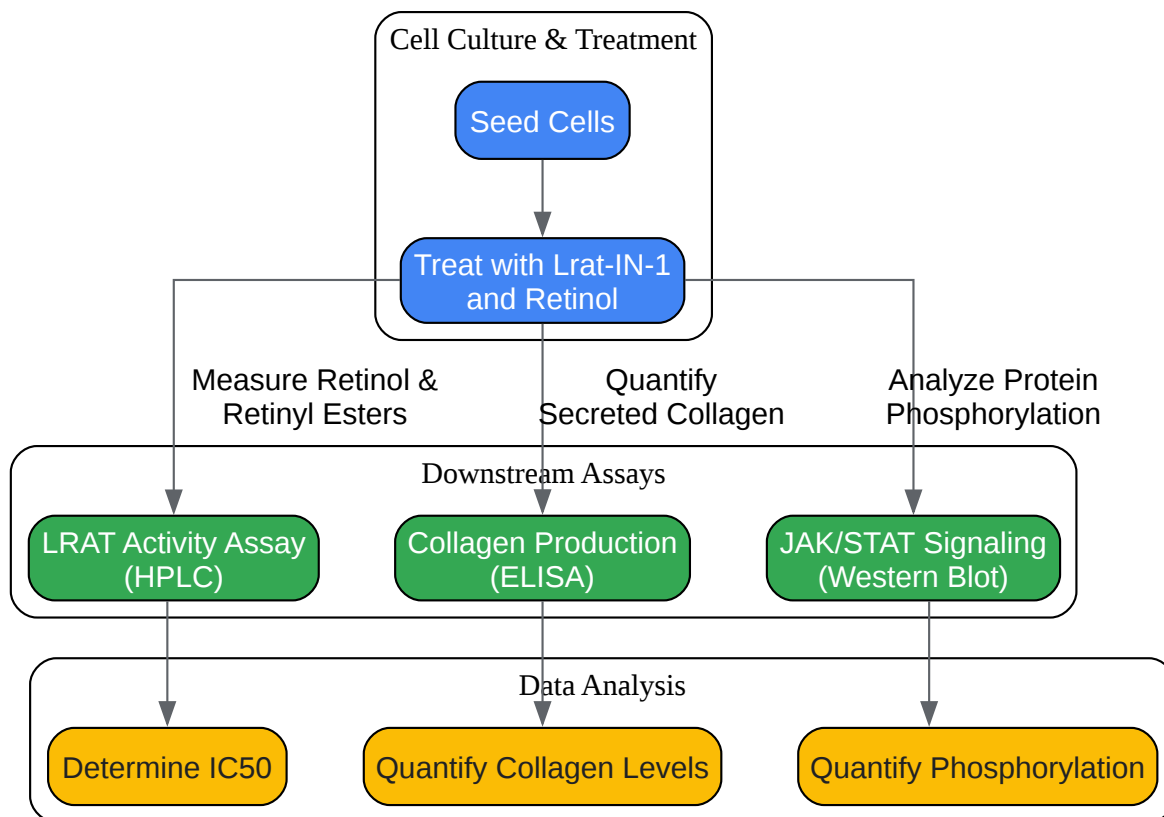 Cell Culture & Treatment
Seed Cells
Treat with Lrat-IN-1
and Retinol
Measure Retinol &
Retinyl Esters
Quantify
Secreted Collagen
Analyze Protein
Phosphorylation
Downstream Assays
LRAT Activity Assay
(HPLC)
Collagen Production
(ELISA)
JAK/STAT Signaling
(Western Blot)
Data Analysis
Determine IC50
Quantify Collagen Levels
Quantify Phosphorylation